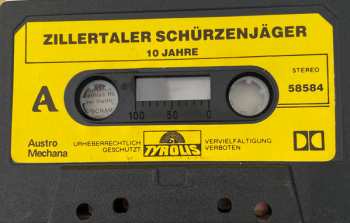 ZILLERTALER SCHÜRZENJÄGER
10 JAHRE
STEREO
58584
A
100 50 0
Austro
Mechana
URHEBERRECHTLICH
GESCHÜTZT
TYROLIS
VERVIELFÄLTIGUNG
VERBOTEN